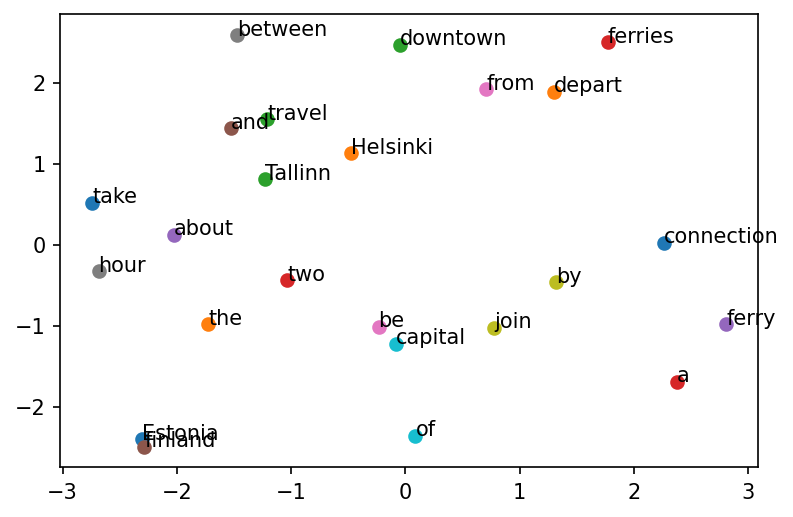 between
downtown
ferries
2
from
depart
travel
and
Helsinki
1
Tallinn
take
about
connection
0
hour
two
by
the
be
join
ferry
−1
capital
a
−2
of
Estonia
Finland
−3 −2 −1 0 1 2 3